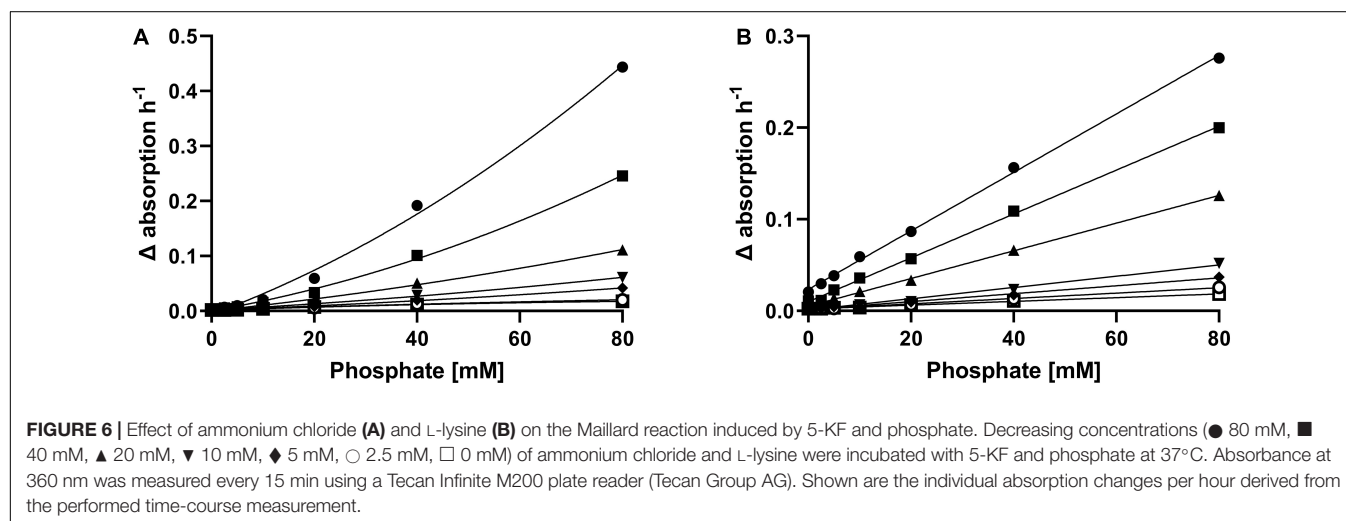 A
B
0.5
0.4
0.3
0.2
0.1
0.0
Δ absorption h⁻¹
0 20 40 60 80
Phosphate [mM]
0.3
0.2
0.1
0.0
Δ absorption h⁻¹
0 20 40 60 80
Phosphate [mM]
FIGURE 6 | Effect of ammonium chloride (A) and L-lysine (B) on the Maillard reaction induced by 5-KF and phosphate. Decreasing concentrations (● 80 mM, ■
40 mM, ▲ 20 mM, ▼ 10 mM, ◆ 5 mM, ○ 2.5 mM, □ 0 mM) of ammonium chloride and L-lysine were incubated with 5-KF and phosphate at 37°C. Absorbance at
360 nm was measured every 15 min using a Tecan Infinite M200 plate reader (Tecan Group AG). Shown are the individual absorption changes per hour derived from
the performed time-course measurement.